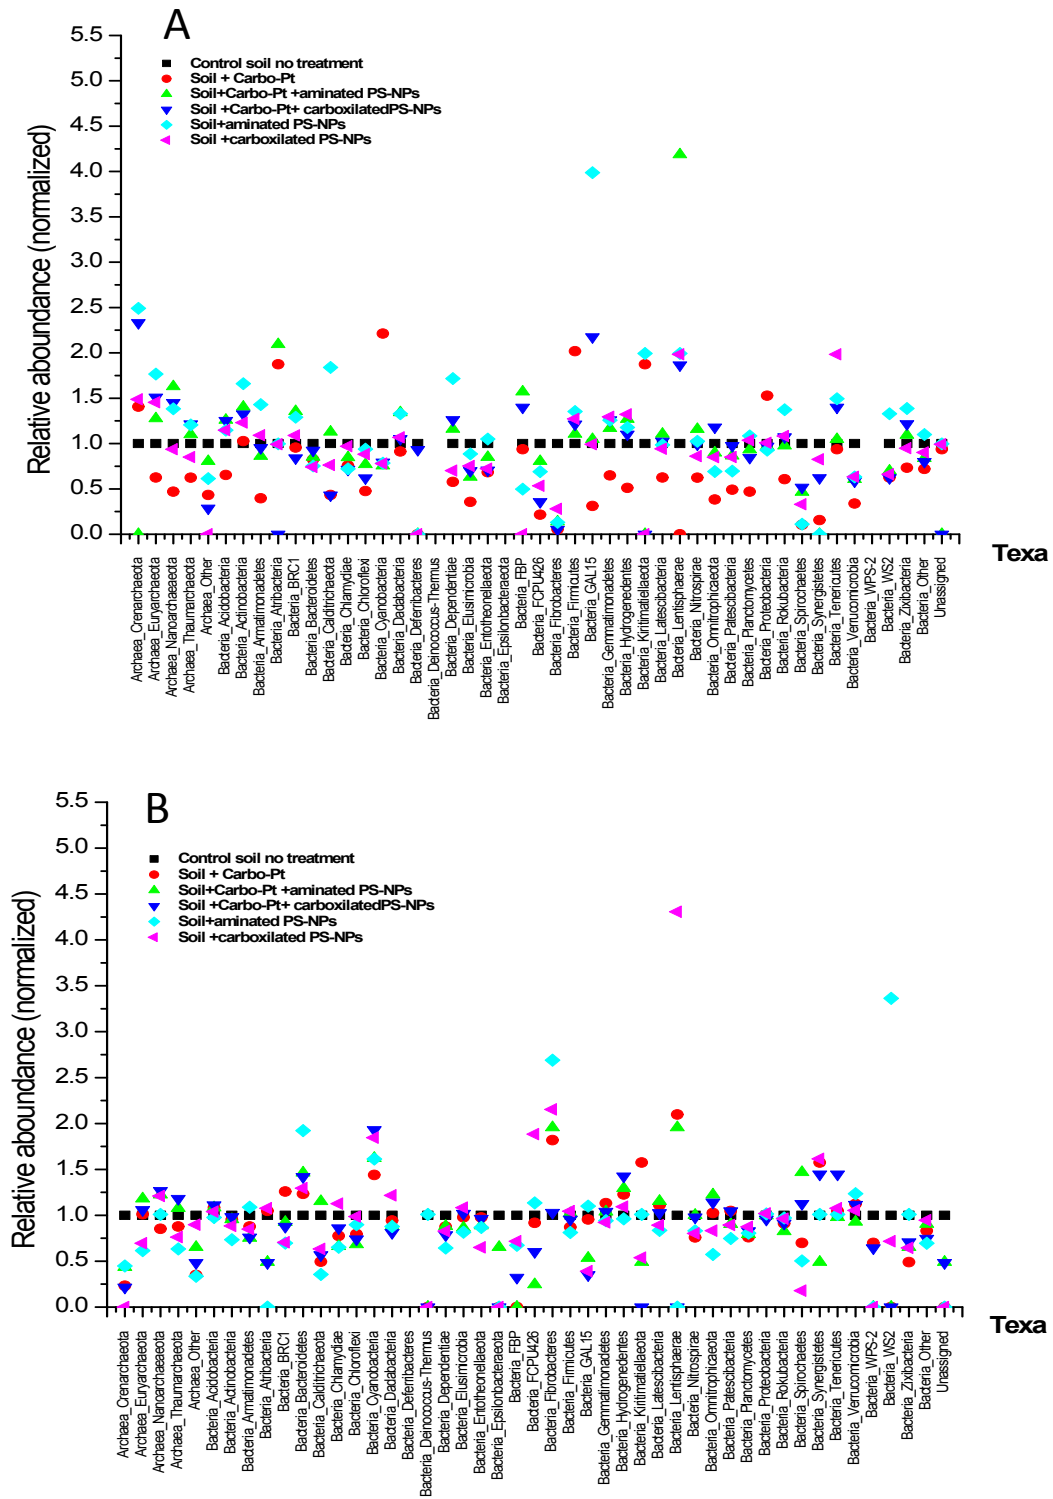 A
5.5
5.0
4.5
4.0
3.5
3.0
2.5
2.0
1.5
1.0
0.5
0.0
Relative aboundance (normalized)
Control soil no treatment
Soil + Carbo-Pt
Soil+Carbo-Pt +aminated PS-NPs
Soil +Carbo-Pt+ carboxilatedPS-NPs
Soil+aminated PS-NPs
Soil +carboxilated PS-NPs
Archaea_Crenarchaeota
Archaea_Euryarchaeota
Archaea_Nanoarchaeaeota
Archaea_Thaumarchaeota
Archaea_Other
Bacteria_Acidobacteria
Bacteria_Actinobacteria
Bacteria_Armatimonadetes
Bacteria_Atribacteria
Bacteria_BRC1
Bacteria_Bacteroidetes
Bacteria_Calditrichaeota
Bacteria_Chlamydiae
Bacteria_Chloroflexi
Bacteria_Cyanobacteria
Bacteria_Dadabacteria
Bacteria_Deferribacteres
Bacteria_Deinococcus-Thermus
Bacteria_Dependentiae
Bacteria_Elusimicrobia
Bacteria_Entotheonellaeota
Bacteria_Epsilonbacteraeota
Bacteria_FBP
Bacteria_FCPU426
Bacteria_Fibrobacteres
Bacteria_Firmicutes
Bacteria_GAL15
Bacteria_Gemmatimonadetes
Bacteria_Hydrogenedentes
Bacteria_Kiritimatiellaeota
Bacteria_Latescibacteria
Bacteria_Lentisphaerae
Bacteria_Nitrospirae
Bacteria_Omnitrophicaeota
Bacteria_Patescibacteria
Bacteria_Planctomycetes
Bacteria_Proteobacteria
Bacteria_Rokubacteria
Bacteria_Spirochaetes
Bacteria_Synergistetes
Bacteria_Tenericutes
Bacteria_Verrucomicrobia
Bacteria_WPS-2
Bacteria_WS2
Bacteria_Zixibacteria
Bacteria_Other
Unassigned
Texa
B
5.5
5.0
4.5
4.0
3.5
3.0
2.5
2.0
1.5
1.0
0.5
0.0
Relative aboundance (normalized)
Control soil no treatment
Soil + Carbo-Pt
Soil+Carbo-Pt +aminated PS-NPs
Soil +Carbo-Pt+ carboxilatedPS-NPs
Soil+aminated PS-NPs
Soil +carboxilated PS-NPs
Archaea_Crenarchaeota
Archaea_Euryarchaeota
Archaea_Nanoarchaeaeota
Archaea_Thaumarchaeota
Archaea_Other
Bacteria_Acidobacteria
Bacteria_Actinobacteria
Bacteria_Armatimonadetes
Bacteria_Atribacteria
Bacteria_BRC1
Bacteria_Bacteroidetes
Bacteria_Calditrichaeota
Bacteria_Chlamydiae
Bacteria_Chloroflexi
Bacteria_Cyanobacteria
Bacteria_Dadabacteria
Bacteria_Deferribacteres
Bacteria_Deinococcus-Thermus
Bacteria_Dependentiae
Bacteria_Elusimicrobia
Bacteria_Entotheonellaeota
Bacteria_Epsilonbacteraeota
Bacteria_FBP
Bacteria_FCPU426
Bacteria_Fibrobacteres
Bacteria_Firmicutes
Bacteria_GAL15
Bacteria_Gemmatimonadetes
Bacteria_Hydrogenedentes
Bacteria_Kiritimatiellaeota
Bacteria_Latescibacteria
Bacteria_Lentisphaerae
Bacteria_Nitrospirae
Bacteria_Omnitrophicaeota
Bacteria_Patescibacteria
Bacteria_Planctomycetes
Bacteria_Proteobacteria
Bacteria_Rokubacteria
Bacteria_Spirochaetes
Bacteria_Synergistetes
Bacteria_Tenericutes
Bacteria_Verrucomicrobia
Bacteria_WPS-2
Bacteria_WS2
Bacteria_Zixibacteria
Bacteria_Other
Unassigned
Texa